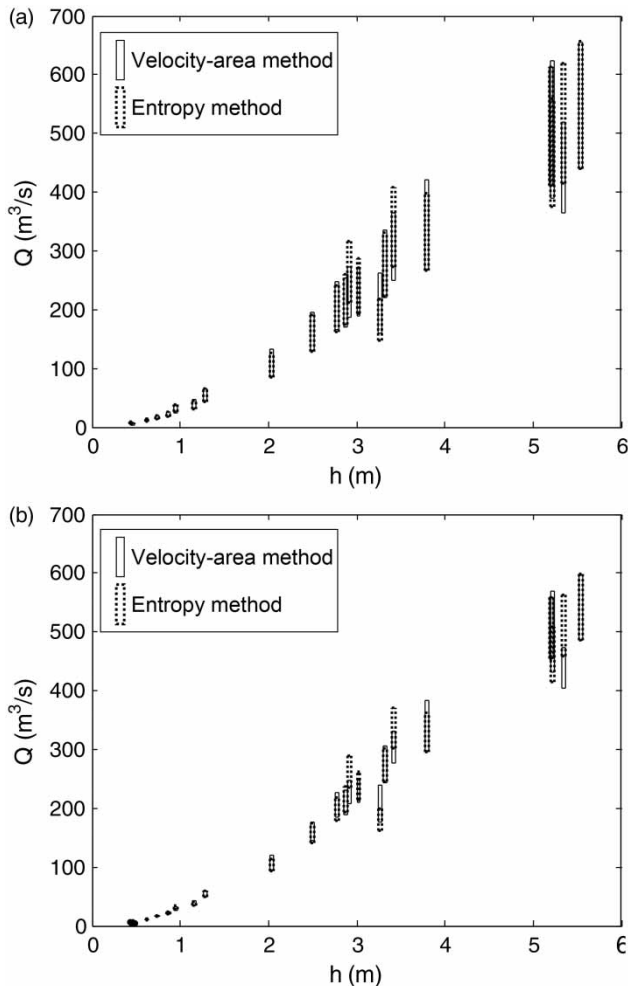 (a)
700
600
500
400
300
200
100
0
Q (m³/s)
Velocity-area method
Entropy method
0 1 2 3 4 5 6
h (m)
(b)
700
600
500
400
300
200
100
0
Q (m³/s)
Velocity-area method
Entropy method
0 1 2 3 4 5 6
h (m)